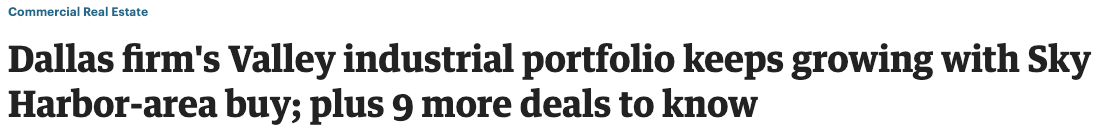 Commercial Real Estate
Dallas firm's Valley industrial portfolio keeps growing with Sky
Harbor-area buy; plus 9 more deals to know